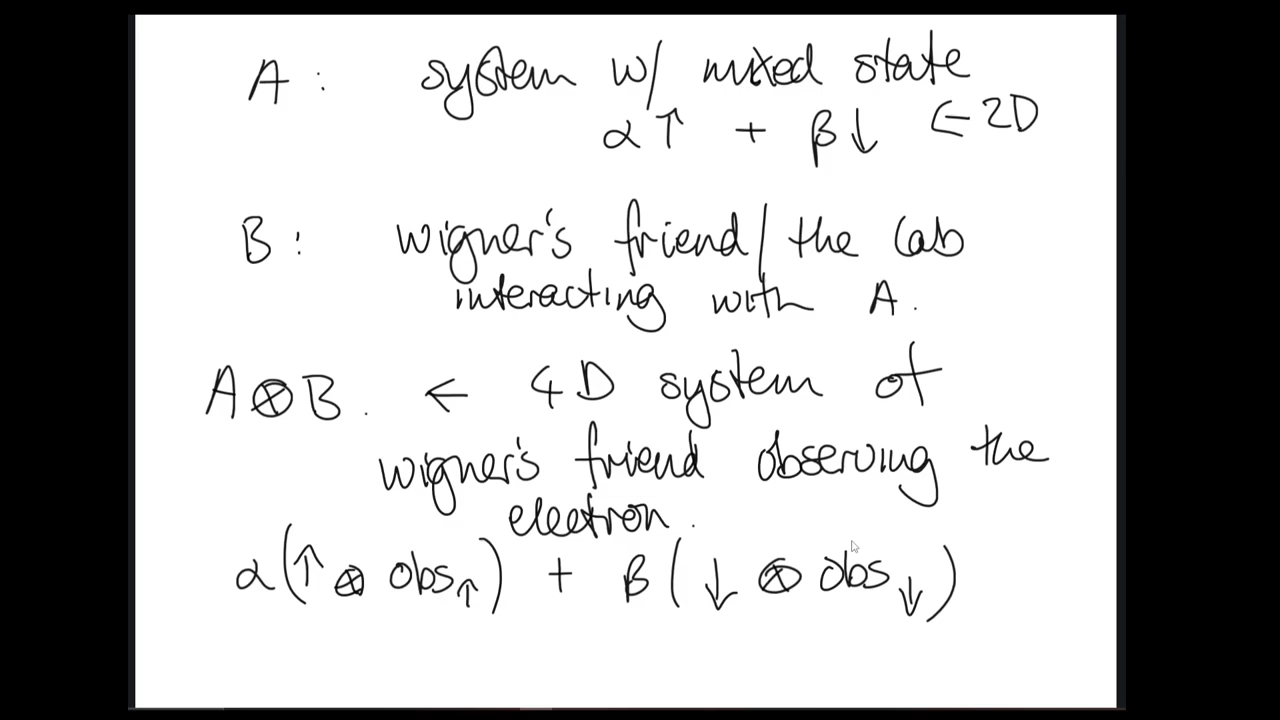 A : system w/ mixed state
α↑ + β↓ ← 2D
B : wigner's friend / the lab
interacting with A.
A⊗B. ← 4D system of
wigner's friend observing the
electron.
α(↑ ⊗ obs↑) + β(↓ ⊗ obs↓)